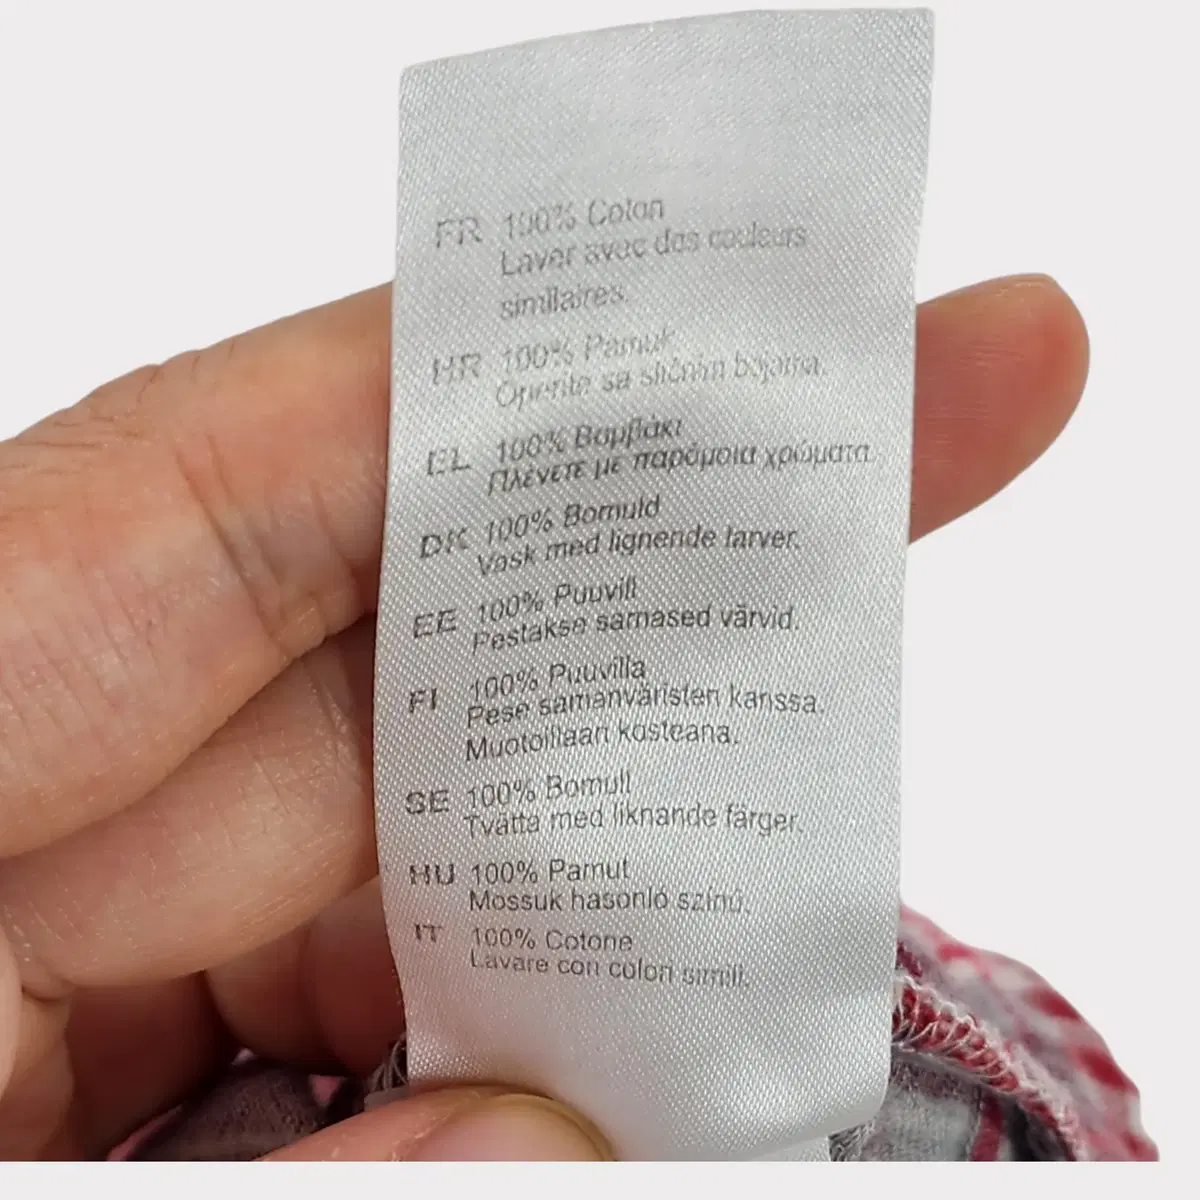 FR 100% Coton
Laver avec des couleurs
similaires.
HR 100% Pamuk
Operite sa sličnim bojama.
EL 100% Βαμβάκι
Πλένετε με παρόμοια χρώματα.
DK 100% Bomuld
Vask med lignende farver.
EE 100% Puuvill
Pestakse samased värvid.
FI 100% Puuvilla
Pese samanväristen kanssa.
Muotoillaan kosteana.
SE 100% Bomull
Tvätta med liknande färger.
HU 100% Pamut
Mossuk hasonló színű.
IT 100% Cotone
Lavare con colori simili.